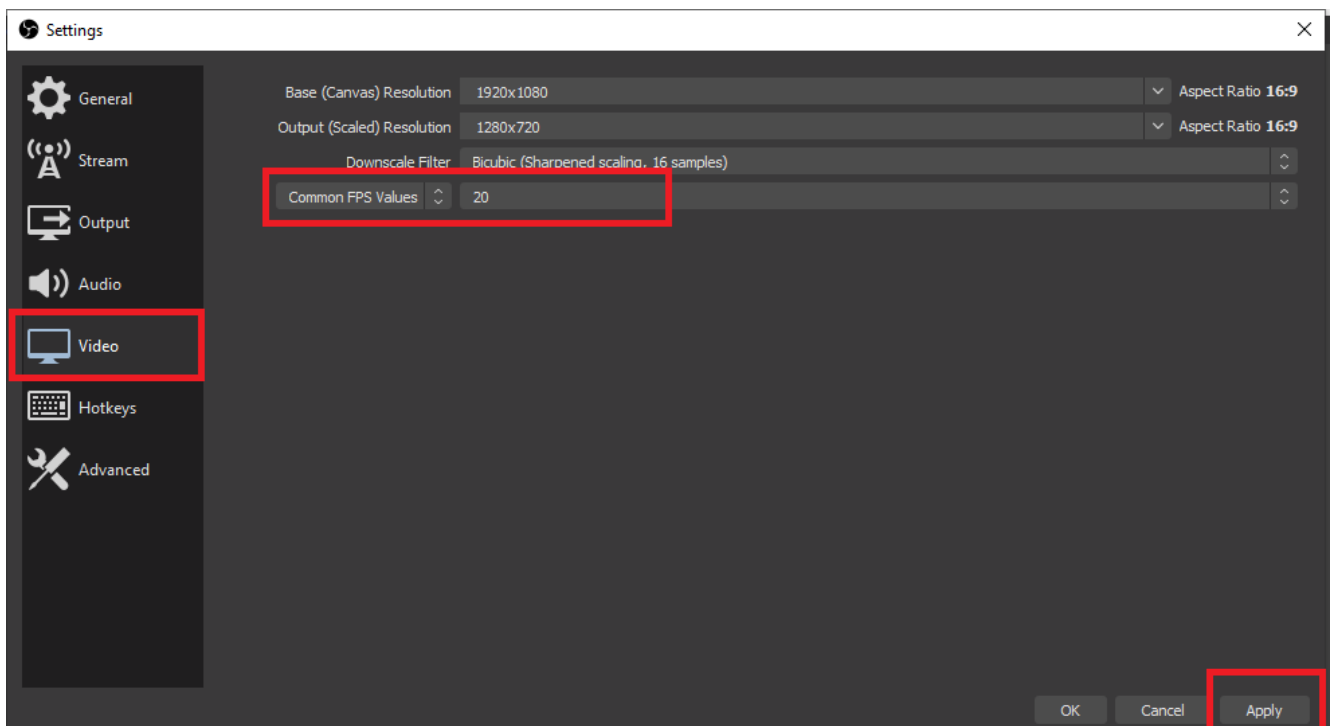 Settings
General
Stream
Output
Audio
Video
Hotkeys
Advanced
Base (Canvas) Resolution 1920x1080 Aspect Ratio 16:9
Output (Scaled) Resolution 1280x720 Aspect Ratio 16:9
Downscale Filter Bicubic (Sharpened scaling, 16 samples)
Common FPS Values 20
OK Cancel Apply